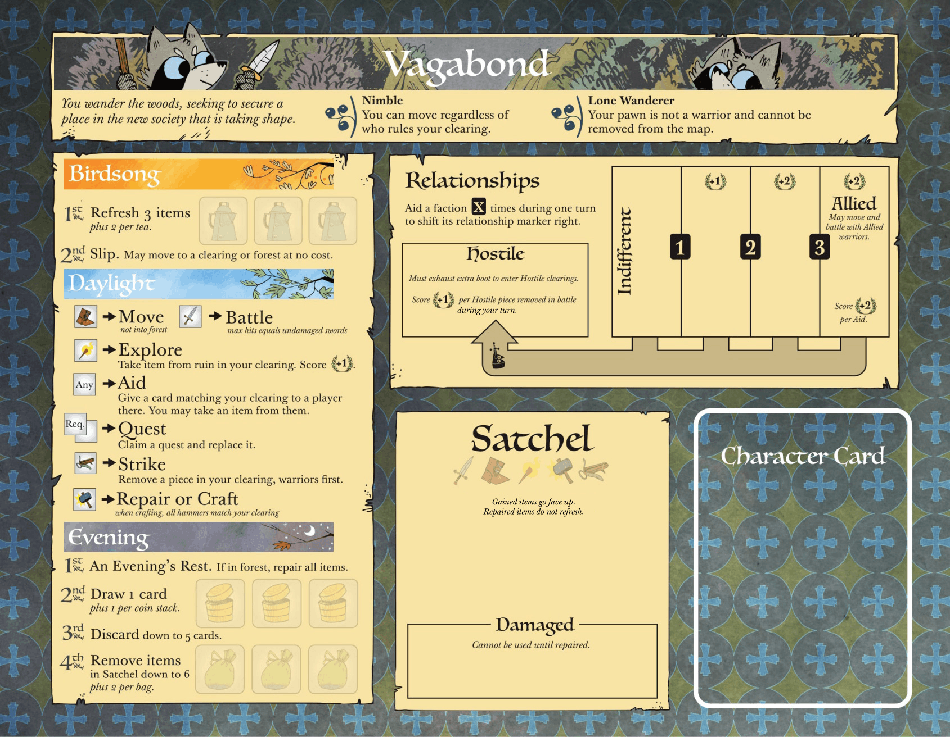 Vagabond
You wander the woods, seeking to secure a
place in the new society that is taking shape.
Nimble
You can move regardless of
who rules your clearing.
Lone Wanderer
Your pawn is not a warrior and cannot be
removed from the map.
Birdsong
1st Refresh 3 items
plus 2 per tea.
2nd Slip. May move to a clearing or forest at no cost.
Daylight
Move
not into forest
Battle
max hits equals undamaged swords
Explore
Take item from ruin in your clearing. Score +1.
Any
Aid
Give a card matching your clearing to a player
there. You may take an item from them.
Req.
Quest
Claim a quest and replace it.
Strike
Remove a piece in your clearing, warriors first.
Repair or Craft
when crafting, all hammers match your clearing
Evening
1st An Evening's Rest. If in forest, repair all items.
2nd Draw 1 card
plus 1 per coin stack.
3rd Discard down to 5 cards.
4th Remove items
in Satchel down to 6
plus 2 per bag.
Relationships
Aid a faction X times during one turn
to shift its relationship marker right.
Hostile
Must exhaust extra boot to enter Hostile clearings.
Score +1 per Hostile piece removed in battle
during your turn.
Indifferent
1
+1
2
+2
3
+2
Allied
May move and
battle with Allied
warriors.
Score +2
per Aid.
Satchel
Gained items go face up.
Repaired items do not refresh.
Damaged
Cannot be used until repaired.
Character Card